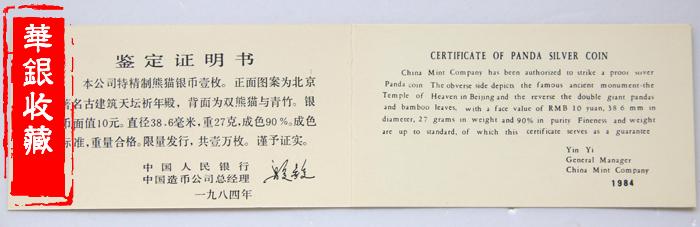 華銀收藏
鉴定证明书
本公司特精制熊猫银币壹枚。正面图案为北京
著名古建筑天坛祈年殿，背面为双熊猫与青竹。银
币面值10元。直径38.6毫米，重27克，成色90%。成色
标准，重量合格。限量发行，共壹万枚。谨予证实。
中国人民银行
中国造币公司总经理
一九八四年
CERTIFICATE OF PANDA SILVER COIN
China Mint Company has been authorized to strike a proof silver
Panda coin The obverse side depicts the famous ancient monument-the
Temple of Heaven in Beijing and the reverse the double giant pandas
and bamboo leaves, with a face value of RMB 10 yuan, 38.6 mm in
diameter, 27 grams in weight and 90% in purity Fineness and weight
are up to standard, of which this certificate serves as a guarantee
Yin Yi
General Manager
China Mint Company
1984